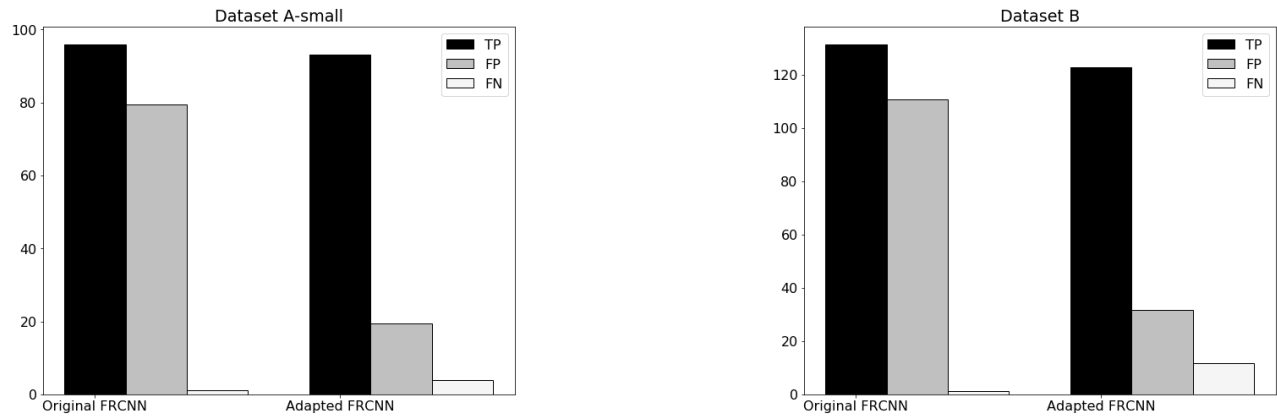 Dataset A-small
100
80
60
40
20
0
TP
FP
FN
Original FRCNN
Adapted FRCNN
Dataset B
120
100
80
60
40
20
0
TP
FP
FN
Original FRCNN
Adapted FRCNN